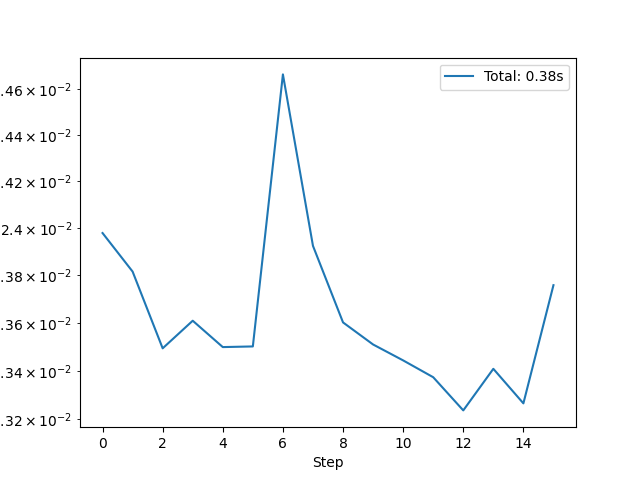 Total: 0.38s
.46 × 10⁻²
.44 × 10⁻²
.42 × 10⁻²
2.4 × 10⁻²
.38 × 10⁻²
.36 × 10⁻²
.34 × 10⁻²
.32 × 10⁻²
0 2 4 6 8 10 12 14
Step